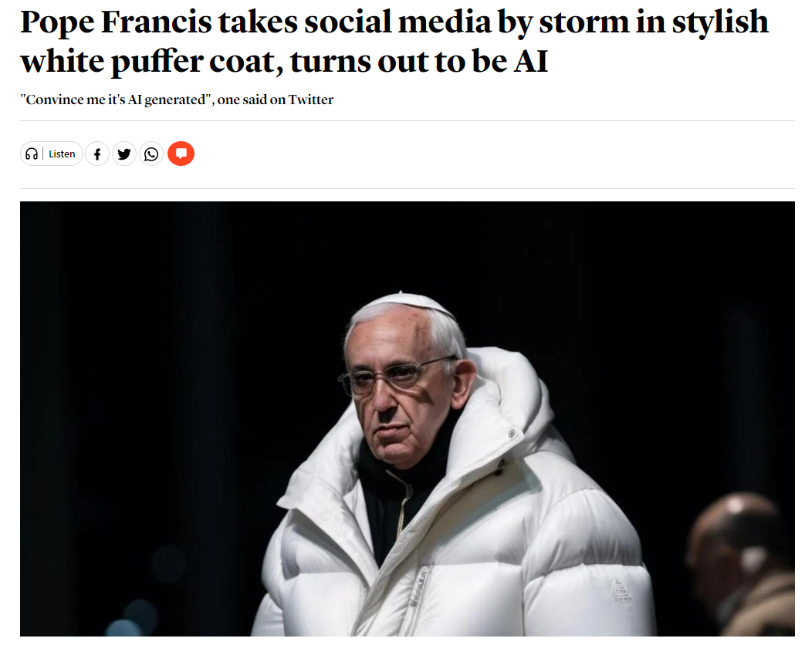 Pope Francis takes social media by storm in stylish
white puffer coat, turns out to be AI
"Convince me it's AI generated", one said on Twitter
Listen